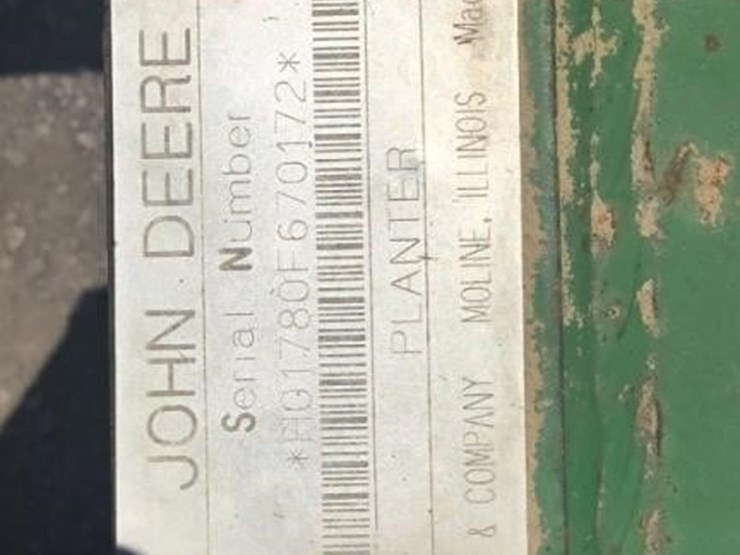 JOHN DEERE
Serial Number
*H01780F670172*
PLANTER
& COMPANY MOLINE, ILLINOIS